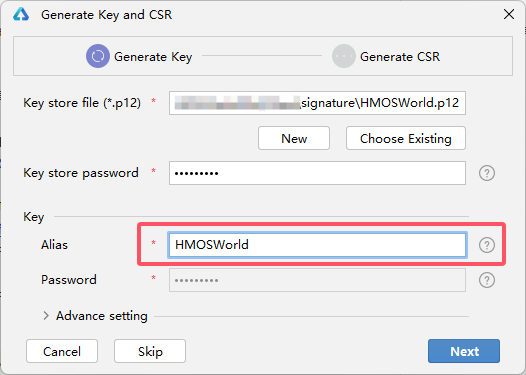 Generate Key and CSR
Generate Key
Generate CSR
Key store file (*.p12) * signature\HMOSWorld.p12
New Choose Existing
Key store password * •••••••••
Key
Alias * HMOSWorld
Password * •••••••••
Advance setting
Cancel Skip Next